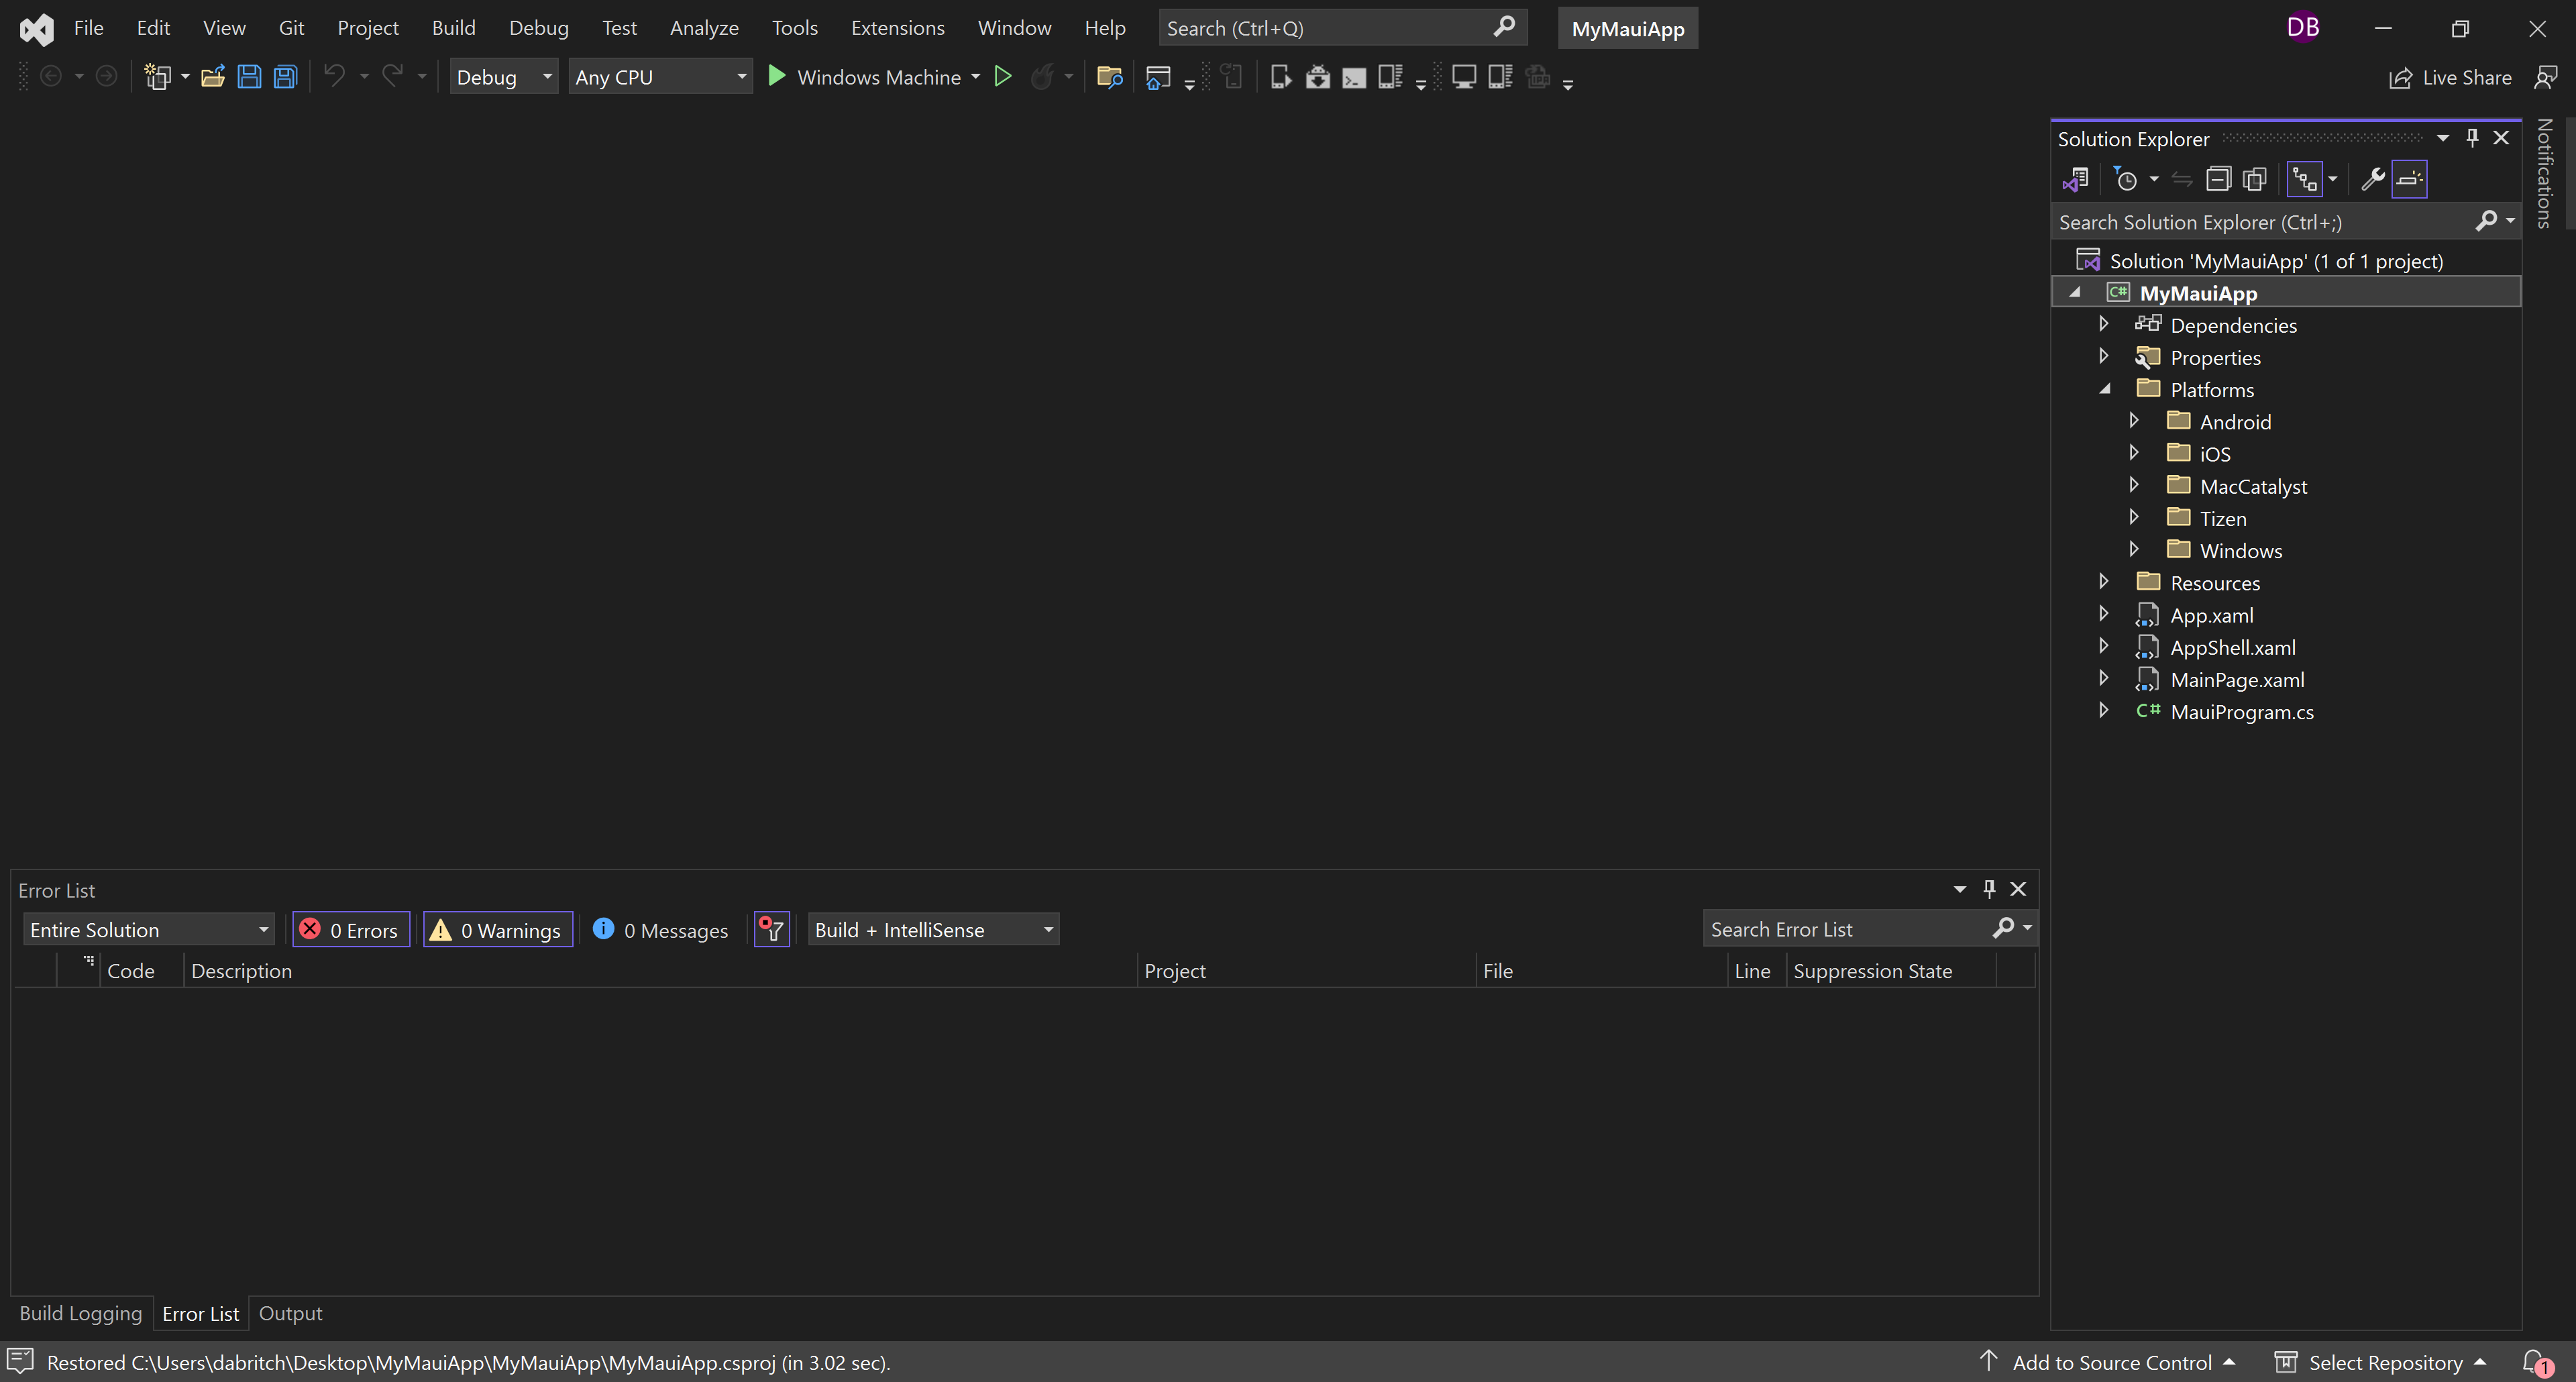 File Edit View Git Project Build Debug Test Analyze Tools Extensions Window Help Search (Ctrl+Q) MyMauiApp DB
Debug Any CPU Windows Machine Live Share
Solution Explorer
Notifications
Search Solution Explorer (Ctrl+;)
Solution 'MyMauiApp' (1 of 1 project)
C# MyMauiApp
Dependencies
Properties
Platforms
Android
iOS
MacCatalyst
Tizen
Windows
Resources
App.xaml
AppShell.xaml
MainPage.xaml
C# MauiProgram.cs
Error List
Entire Solution 0 Errors 0 Warnings 0 Messages Build + IntelliSense Search Error List
Code Description Project File Line Suppression State
Build Logging Error List Output
Restored C:\Users\dabritch\Desktop\MyMauiApp\MyMauiApp\MyMauiApp.csproj (in 3.02 sec). Add to Source Control Select Repository 1